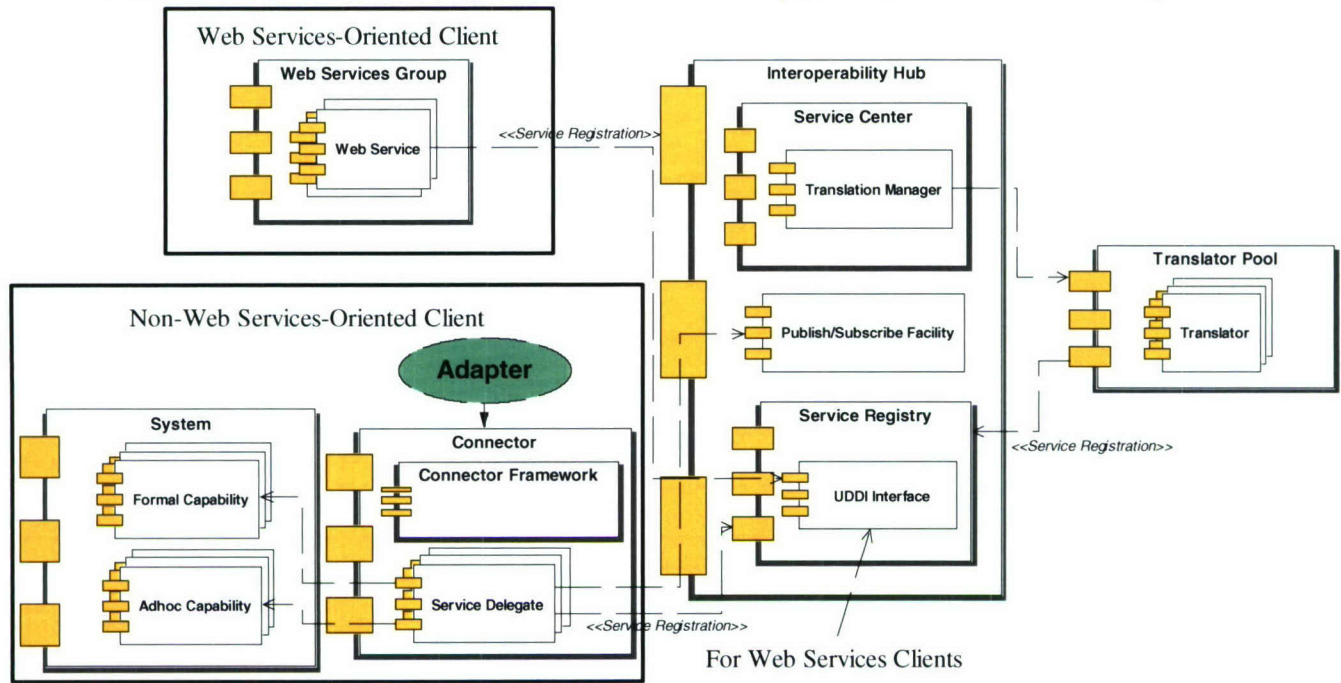 Web Services-Oriented Client
Web Services Group
Web Service
<<Service Registration>>
Interoperability Hub
Service Center
Translation Manager
Translator Pool
Translator
Publish/Subscribe Facility
Service Registry
UDDI Interface
<<Service Registration>>
Non-Web Services-Oriented Client
Adapter
System
Formal Capability
Adhoc Capability
Connector
Connector Framework
Service Delegate
<<Service Registration>>
For Web Services Clients